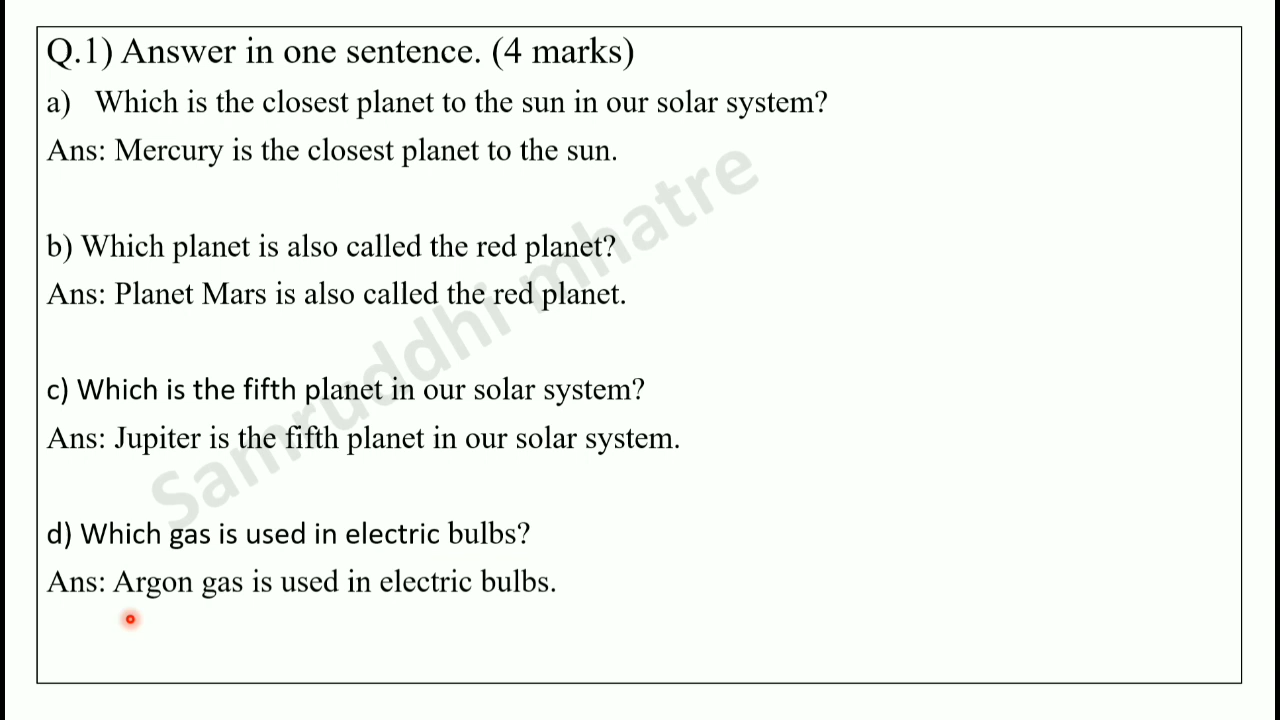 Q.1) Answer in one sentence. (4 marks)
a) Which is the closest planet to the sun in our solar system?
Ans: Mercury is the closest planet to the sun.
b) Which planet is also called the red planet?
Ans: Planet Mars is also called the red planet.
c) Which is the fifth planet in our solar system?
Ans: Jupiter is the fifth planet in our solar system.
d) Which gas is used in electric bulbs?
Ans: Argon gas is used in electric bulbs.
Samruddhi mhatre